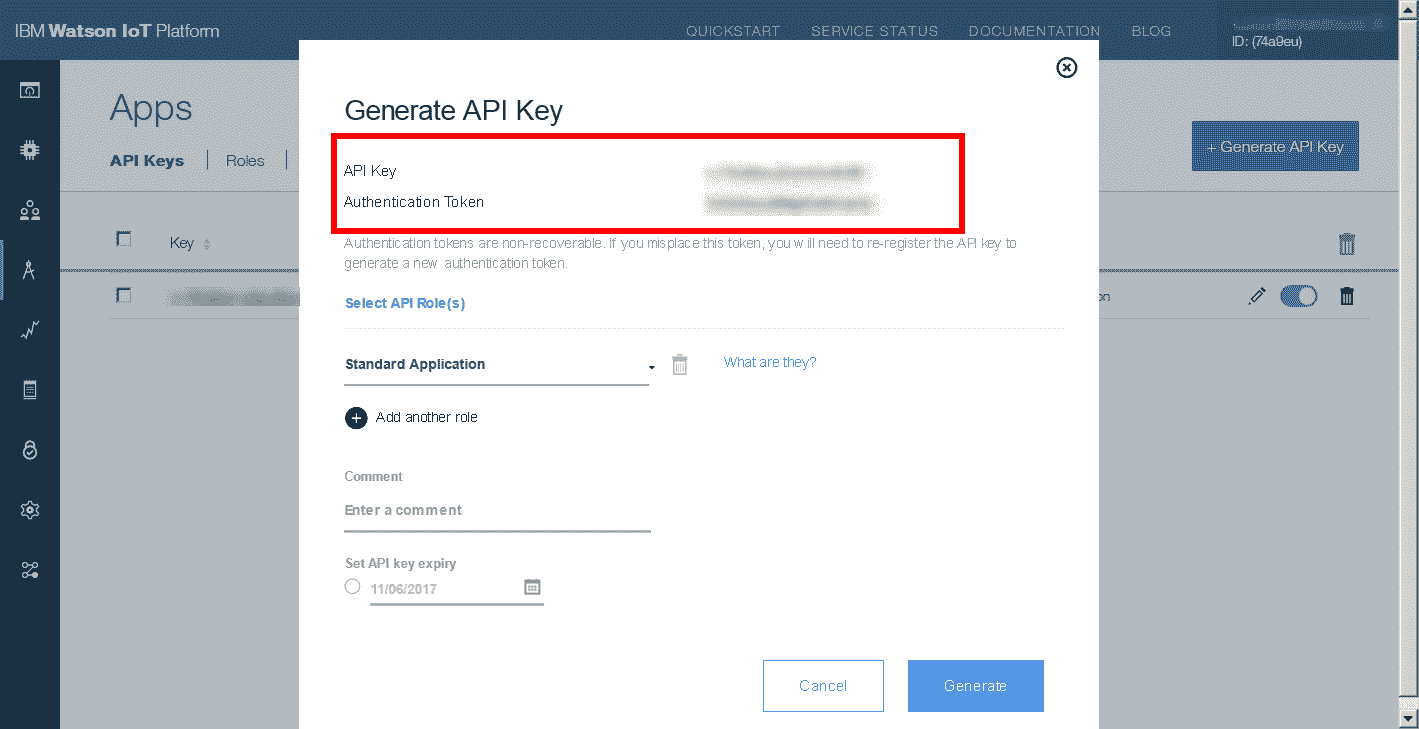 IBM Watson IoT Platform
QUICKSTART
SERVICE STATUS
DOCUMENTATION
BLOG
ID: (74a9eu)
Apps
API Keys
Roles
+ Generate API Key
Key
on
Generate API Key
API Key
Authentication Token
Authentication tokens are non-recoverable. If you misplace this token, you will need to re-register the API key to
generate a new authentication token.
Select API Role(s)
Standard Application
What are they?
Add another role
Comment
Enter a comment
Set API key expiry
11/06/2017
Cancel
Generate